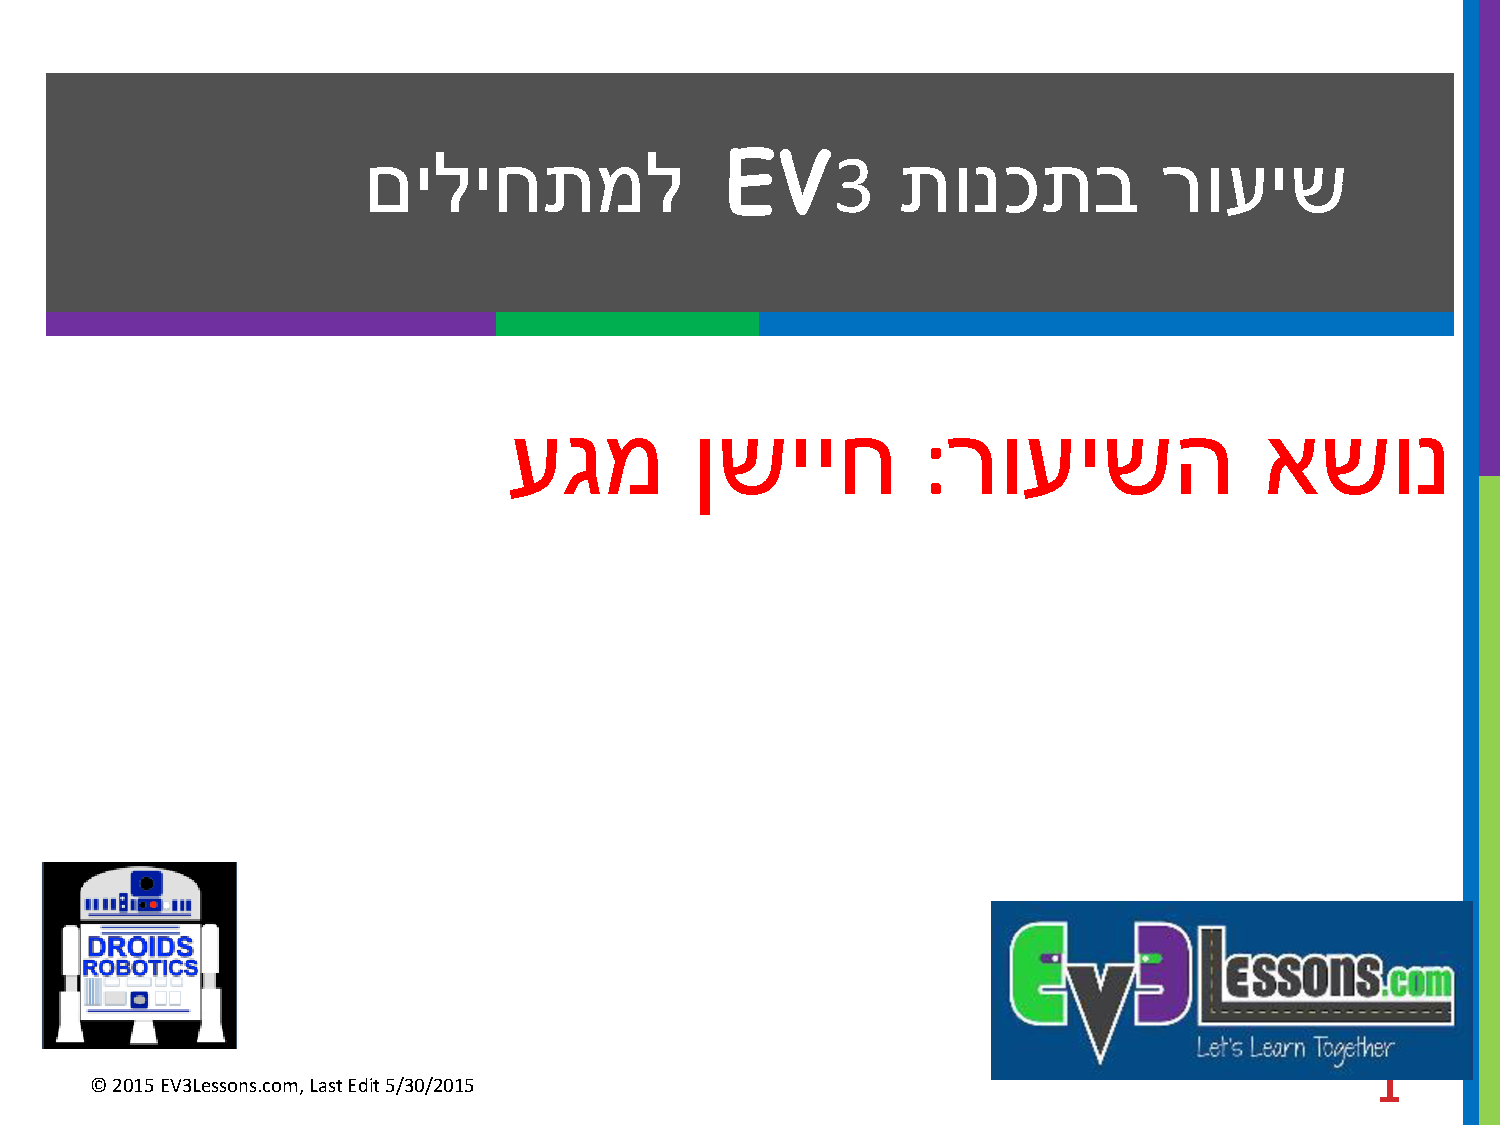 שיעור בתכנות EV3 למתחילים
נושא השיעור: חיישן מגע
DROIDS
ROBOTICS
EV3Lessons.com
Let's Learn Together
© 2015 EV3Lessons.com, Last Edit 5/30/2015
1